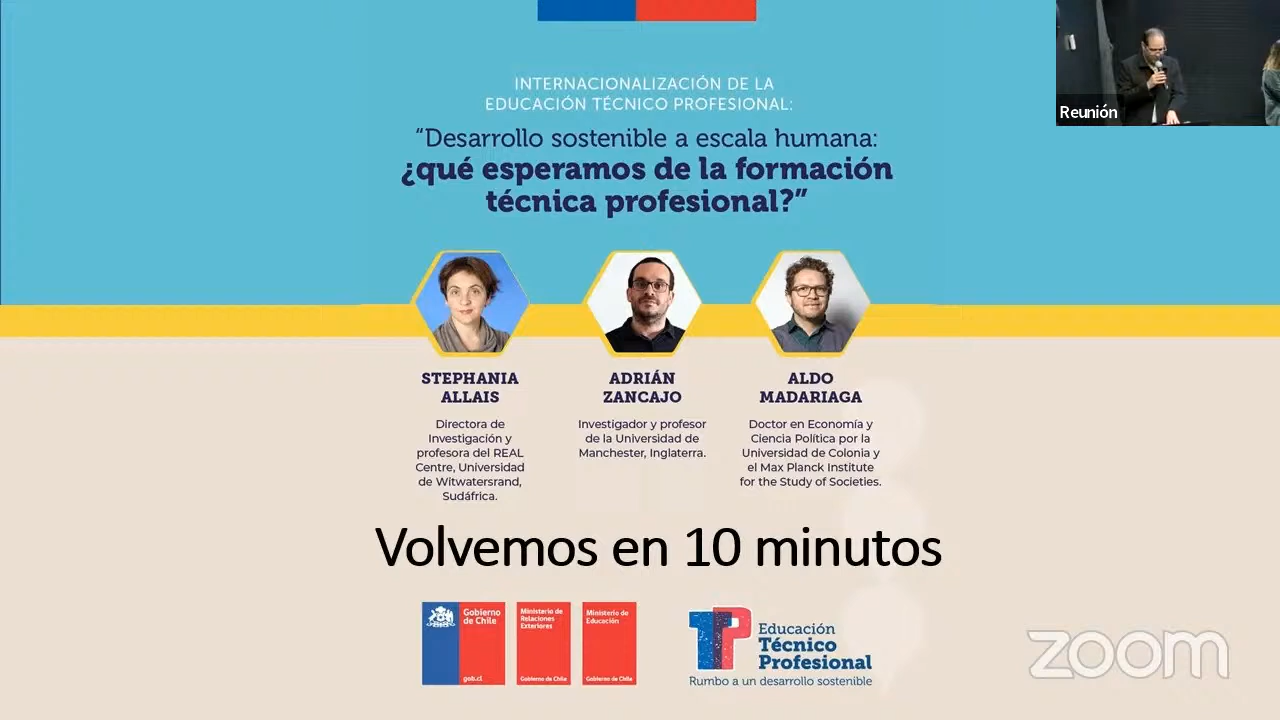 INTERNACIONALIZACIÓN DE LA
EDUCACIÓN TÉCNICO PROFESIONAL:
“Desarrollo sostenible a escala humana:
¿qué esperamos de la formación
técnica profesional?”
Reunión
STEPHANIA
ALLAIS
Directora de
Investigación y
profesora del REAL
Centre, Universidad
de Witwatersrand,
Sudáfrica.
ADRIÁN
ZANCAJO
Investigador y profesor
de la Universidad de
Manchester, Inglaterra.
ALDO
MADARIAGA
Doctor en Economía y
Ciencia Política por la
Universidad de Colonia y
el Max Planck Institute
for the Study of Societies.
Volvemos en 10 minutos
Gobierno
de Chile
gob.cl
Ministerio de
Relaciones
Exteriores
Gobierno de Chile
Ministerio de
Educación
Gobierno de Chile
TP
Educación
Técnico
Profesional
Rumbo a un desarrollo sostenible
zoom